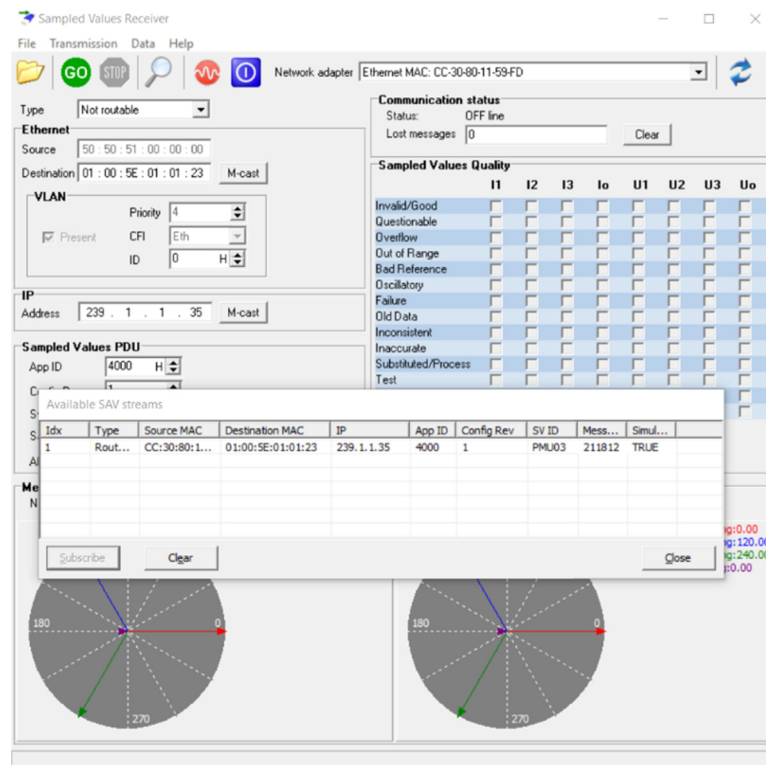 Sampled Values Receiver
File Transmission Data Help
GO STOP Network adapter Ethernet MAC: CC-30-80-11-59-FD
Type Not routable
Ethernet
Source 50 : 50 : 51 : 00 : 00 : 00
Destination 01 : 00 : 5E : 01 : 01 : 23 M-cast
VLAN
Priority 4
Present CFI Eth
ID 0 H
IP
Address 239 . 1 . 1 . 35 M-cast
Sampled Values PDU
App ID 4000 H
Communication status
Status: OFF line
Lost messages 0 Clear
Sampled Values Quality
I1 I2 I3 Io U1 U2 U3 Uo
Invalid/Good
Questionable
Overflow
Out of Range
Bad Reference
Oscillatory
Failure
Old Data
Inconsistent
Inaccurate
Substituted/Process
Test
Available SAV streams
Idx Type Source MAC Destination MAC IP App ID Config Rev SV ID Mess... Simul...
1 Rout... CC:30:80:1... 01:00:5E:01:01:23 239.1.1.35 4000 1 PMU03 211812 TRUE
Subscribe Clear Close
180 0
270
180 0
270